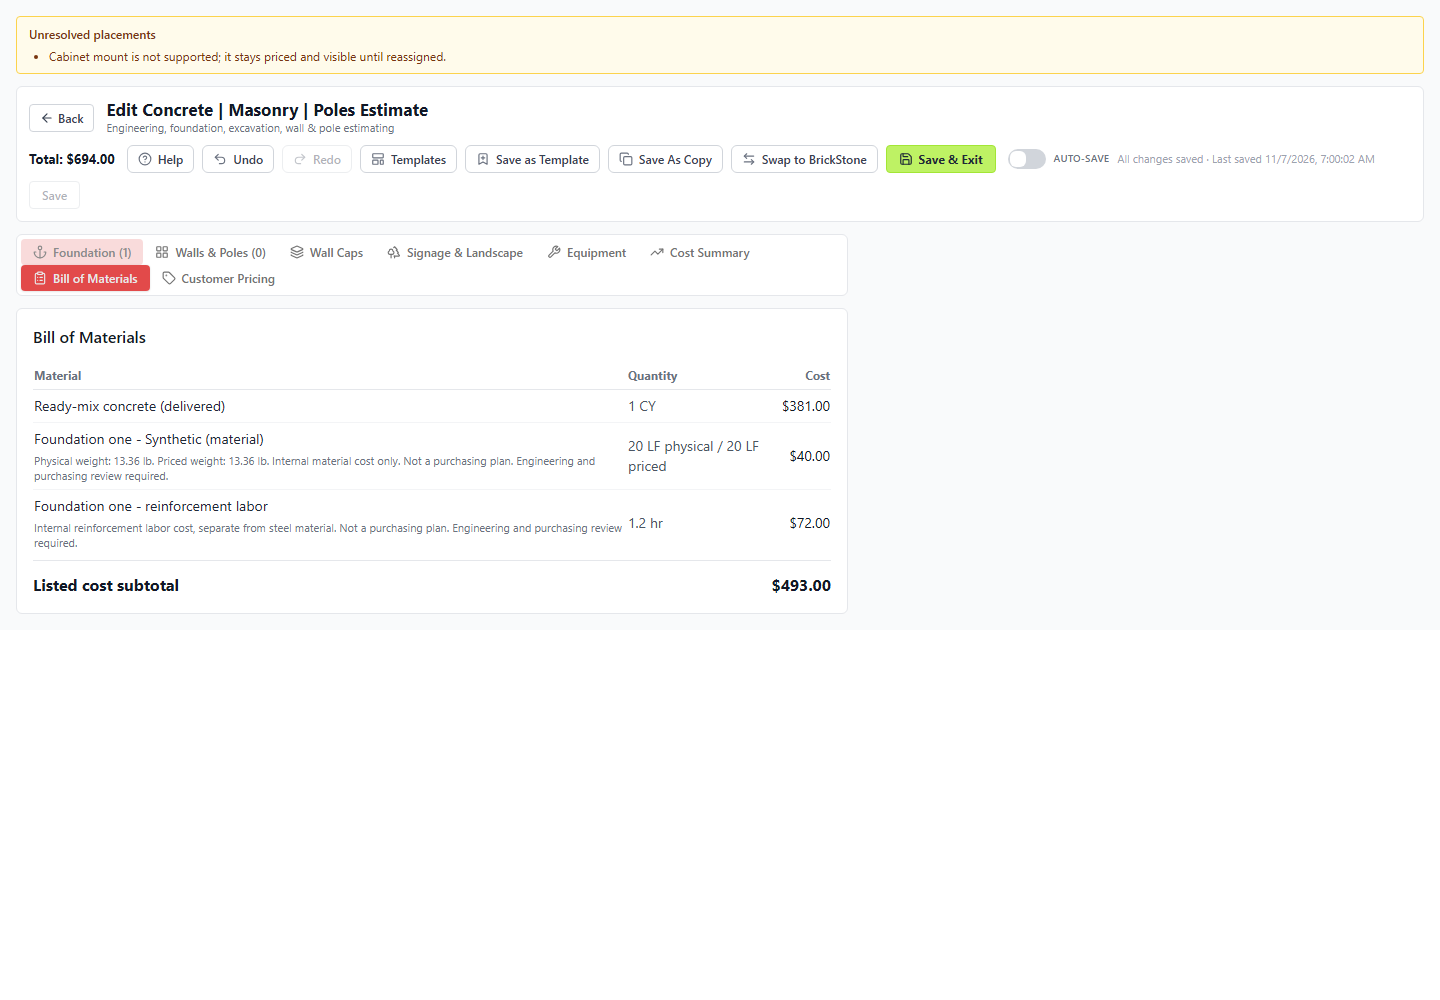 Unresolved placements
• Cabinet mount is not supported; it stays priced and visible until reassigned.
Back
Edit Concrete | Masonry | Poles Estimate
Engineering, foundation, excavation, wall & pole estimating
Total: $694.00 Help Undo Redo Templates Save as Template Save As Copy Swap to BrickStone Save & Exit AUTO-SAVE All changes saved · Last saved 11/7/2026, 7:00:02 AM
Save
Foundation (1) Walls & Poles (0) Wall Caps Signage & Landscape Equipment Cost Summary
Bill of Materials Customer Pricing
Bill of Materials
Material Quantity Cost
Ready-mix concrete (delivered) 1 CY $381.00
Foundation one - Synthetic (material)
Physical weight: 13.36 lb. Priced weight: 13.36 lb. Internal material cost only. Not a purchasing plan. Engineering and
purchasing review required.
20 LF physical / 20 LF
priced
$40.00
Foundation one - reinforcement labor
Internal reinforcement labor cost, separate from steel material. Not a purchasing plan. Engineering and purchasing review
required.
1.2 hr
$72.00
Listed cost subtotal $493.00